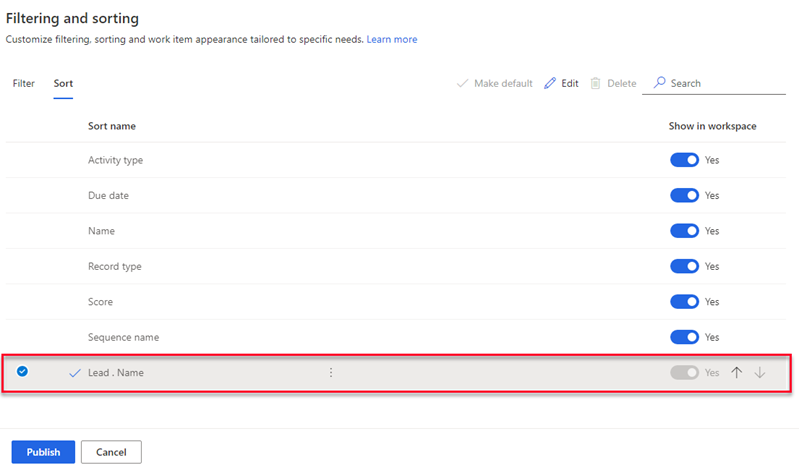 Filtering and sorting
Customize filtering, sorting and work item appearance tailored to specific needs. Learn more
Filter Sort Make default Edit Delete Search
Sort name Show in workspace
Activity type Yes
Due date Yes
Name Yes
Record type Yes
Score Yes
Sequence name Yes
Lead . Name Yes
Publish Cancel